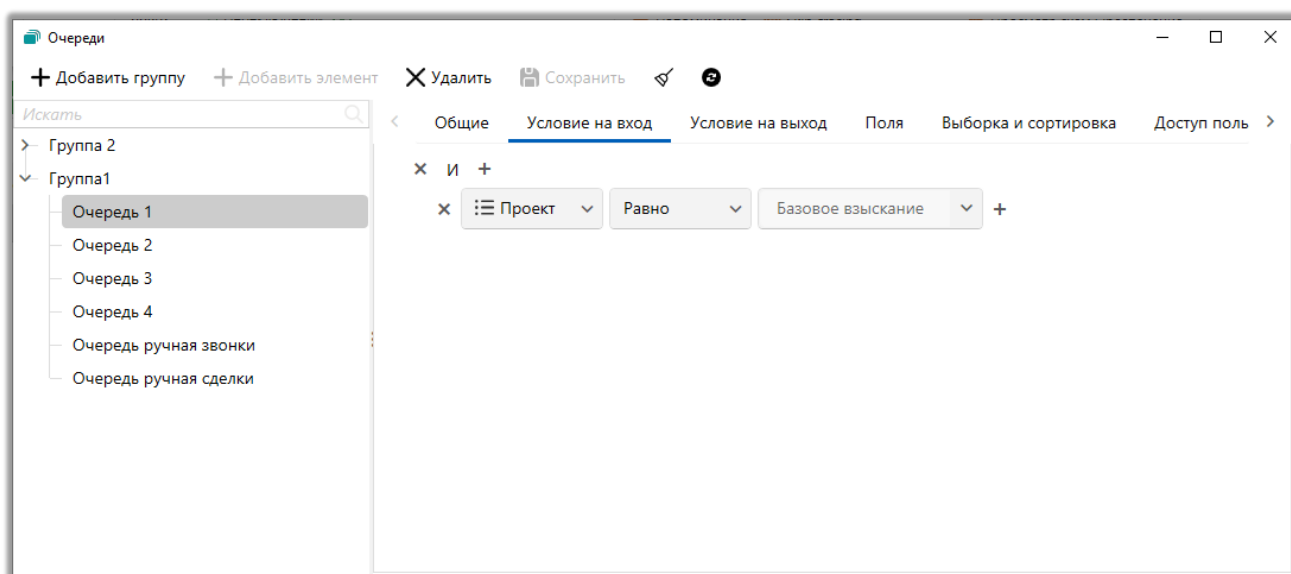 Очереди
Добавить группу Добавить элемент Удалить Сохранить
Искать
Общие Условие на вход Условие на выход Поля Выборка и сортировка Доступ поль
Группа 2
И
Группа1
Очередь 1
Проект Равно Базовое взыскание
Очередь 2
Очередь 3
Очередь 4
Очередь ручная звонки
Очередь ручная сделки